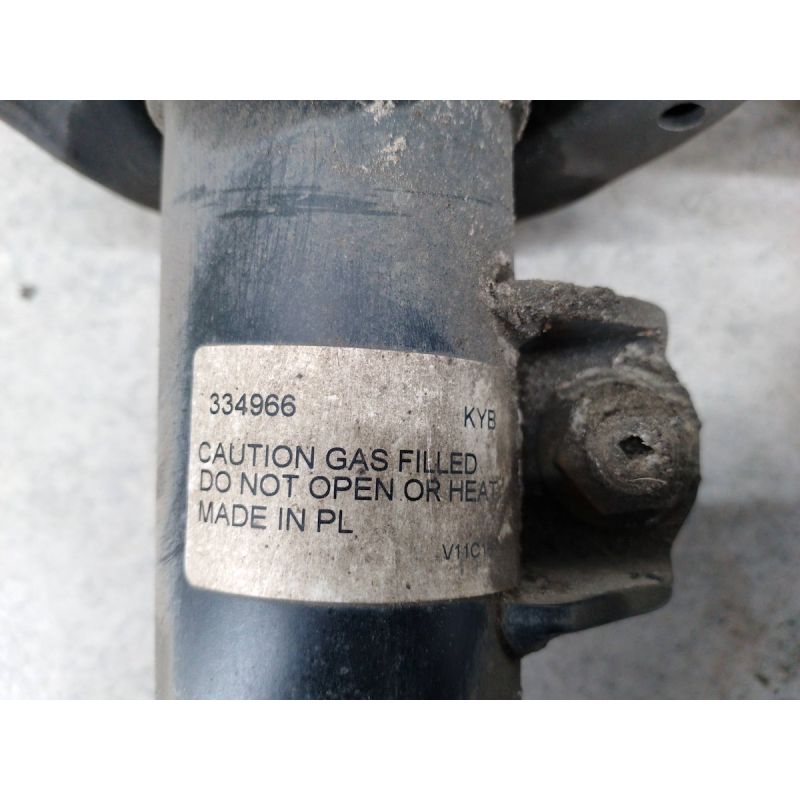 334966 KYB
CAUTION GAS FILLED
DO NOT OPEN OR HEAT
MADE IN PL